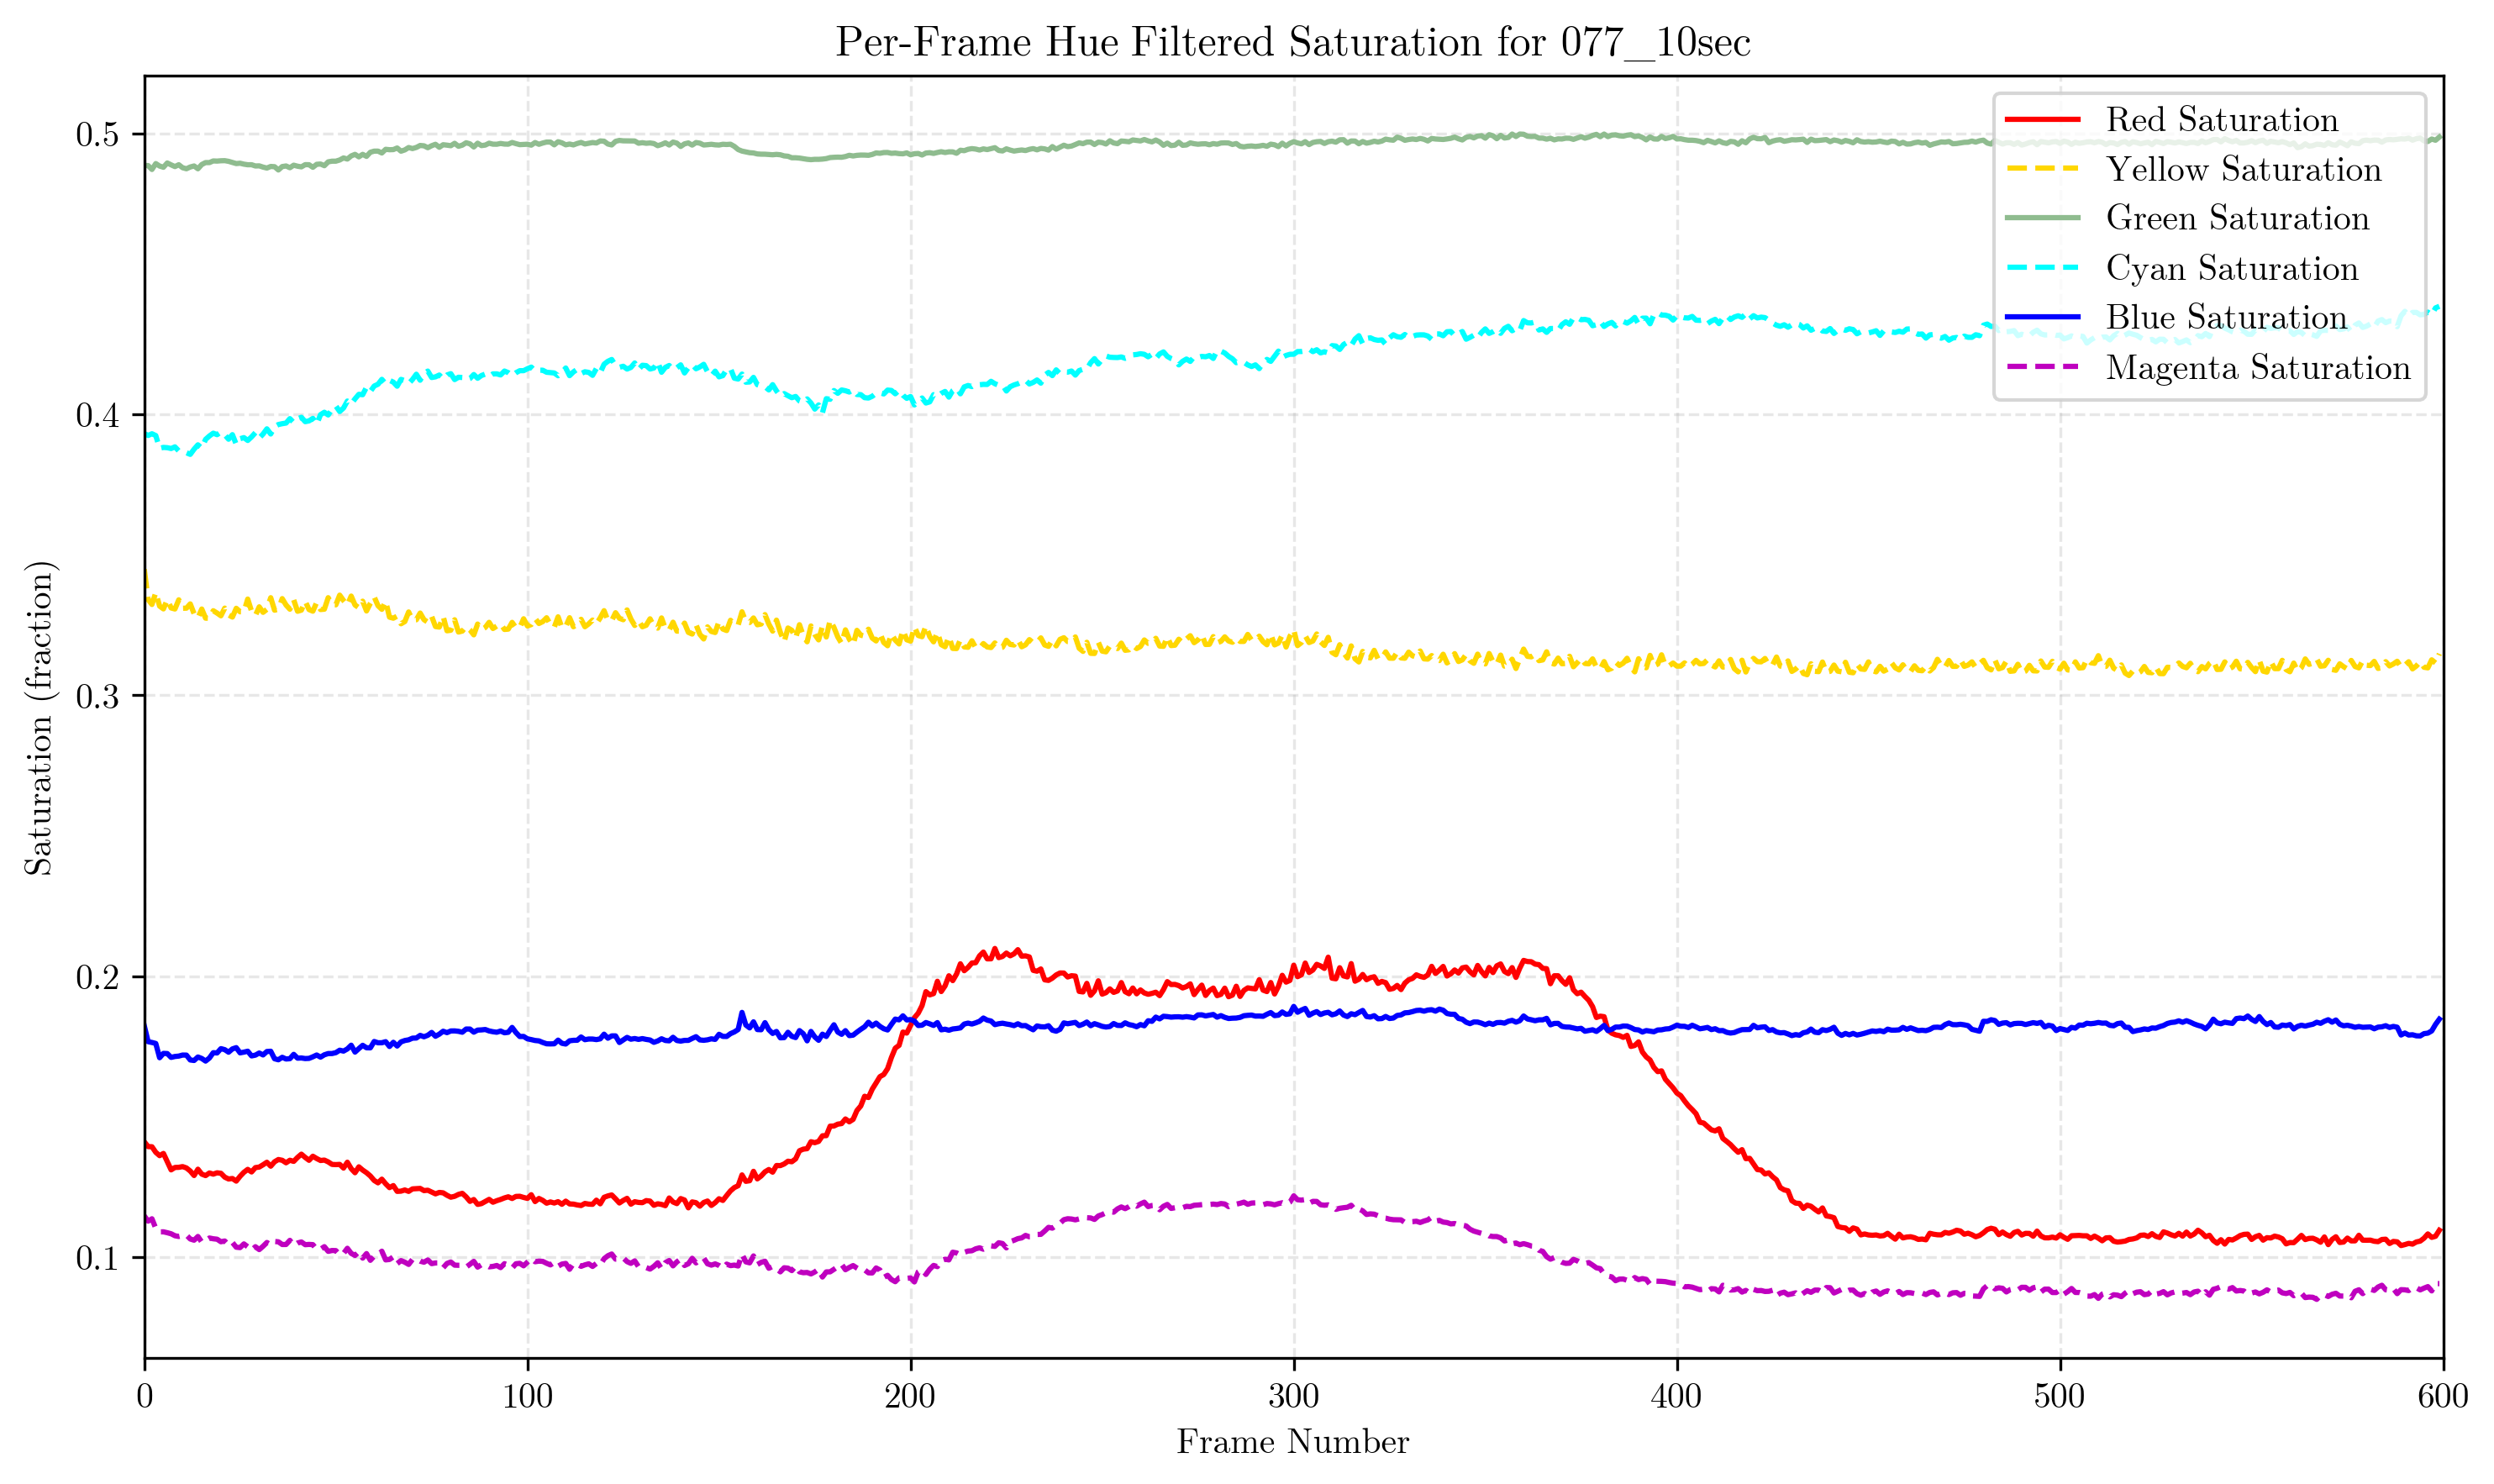 Per-Frame Hue Filtered Saturation for 077_10sec
Saturation (fraction)
0.5
0.4
0.3
0.2
0.1
Red Saturation
Yellow Saturation
Green Saturation
Cyan Saturation
Blue Saturation
Magenta Saturation
0 100 200 300 400 500 600
Frame Number